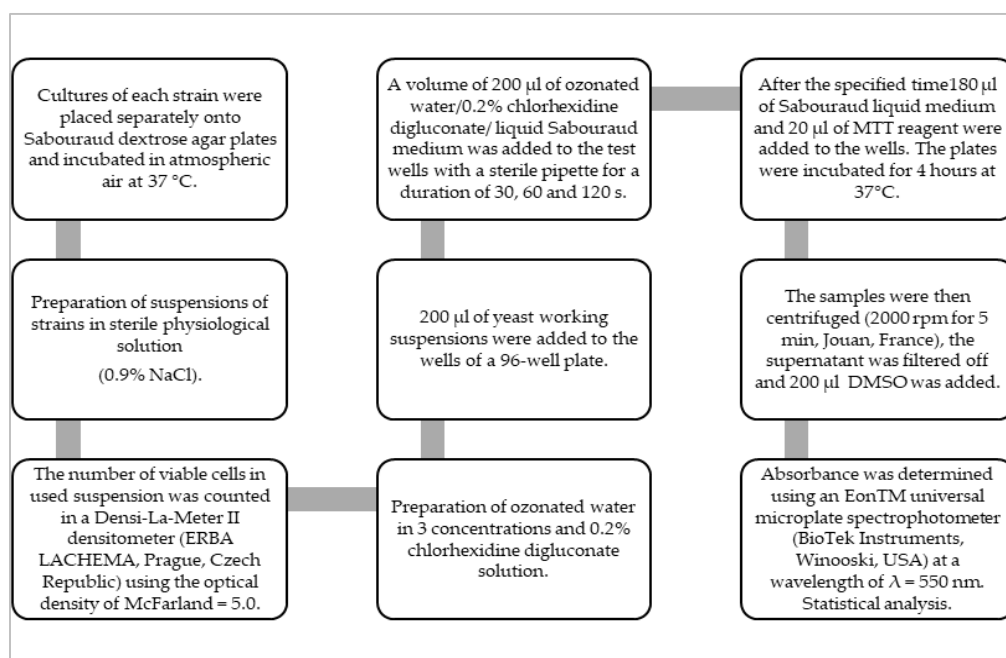 Cultures of each strain were
placed separately onto
Sabouraud dextrose agar plates
and incubated in atmospheric
air at 37 °C.
Preparation of suspensions of
strains in sterile physiological
solution
(0.9% NaCl).
The number of viable cells in
used suspension was counted
in a Densi-La-Meter II
densitometer (ERBA
LACHEMA, Prague, Czech
Republic) using the optical
density of McFarland = 5.0.
Preparation of ozonated water
in 3 concentrations and 0.2%
chlorhexidine digluconate
solution.
200 µl of yeast working
suspensions were added to the
wells of a 96-well plate.
A volume of 200 µl of ozonated
water/0.2% chlorhexidine
digluconate/ liquid Sabouraud
medium was added to the test
wells with a sterile pipette for a
duration of 30, 60 and 120 s.
After the specified time180 µl
of Sabouraud liquid medium
and 20 µl of MTT reagent were
added to the wells. The plates
were incubated for 4 hours at
37°C.
The samples were then
centrifuged (2000 rpm for 5
min, Jouan, France), the
supernatant was filtered off
and 200 µl DMSO was added.
Absorbance was determined
using an EonTM universal
microplate spectrophotometer
(BioTek Instruments,
Winooski, USA) at a
wavelength of λ = 550 nm.
Statistical analysis.